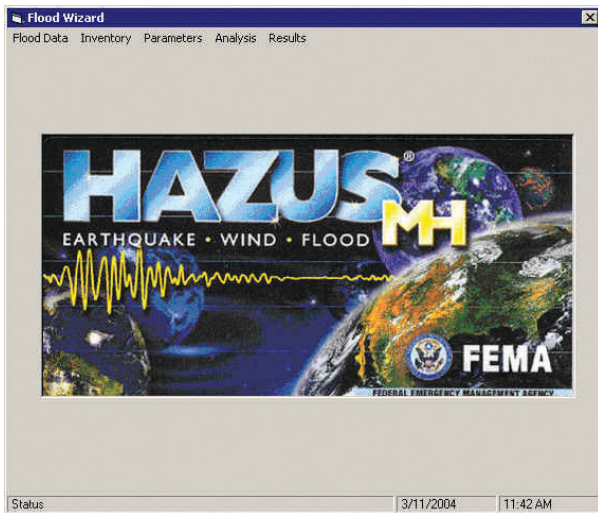 Flood Wizard
Flood Data Inventory Parameters Analysis Results
HAZUS®
MH
EARTHQUAKE • WIND • FLOOD
FEMA
FEDERAL EMERGENCY MANAGEMENT AGENCY
Status 3/11/2004 11:42 AM